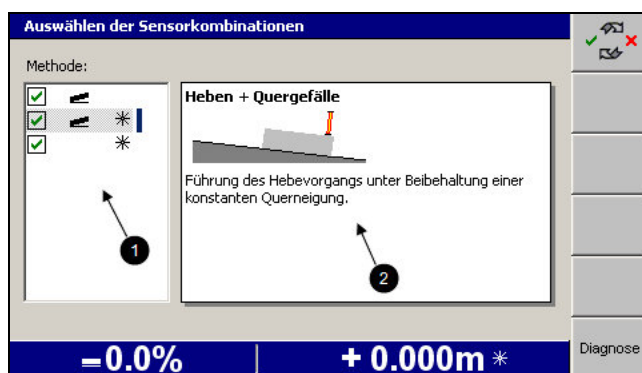 Auswählen der Sensorkombinationen
Methode:
Heben + Quergefälle
Führung des Hebevorgangs unter Beibehaltung einer
konstanten Querneigung.
1
2
Diagnose
=0.0%
+ 0.000m *